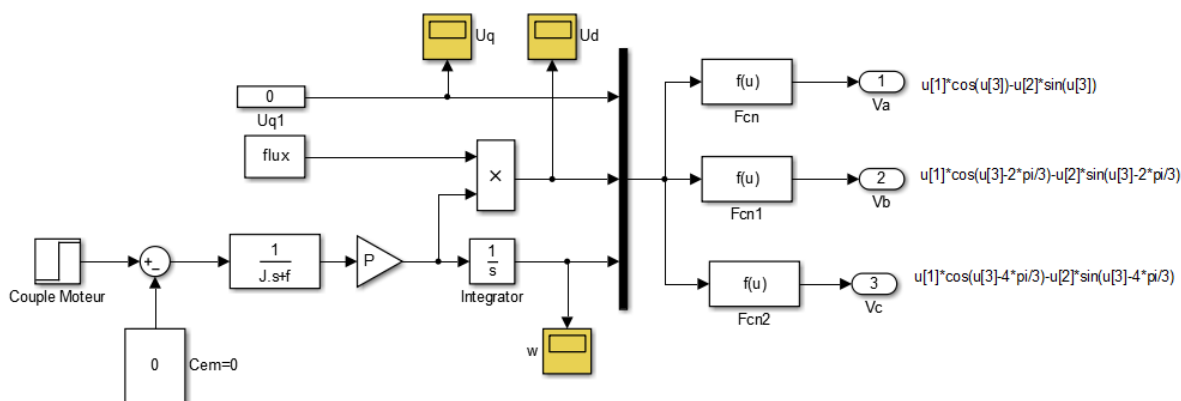 Uq
Ud
0
Uq1
flux
×
f(u)
Fcn
1
Va
u[1]*cos(u[3])-u[2]*sin(u[3])
f(u)
Fcn1
2
Vb
u[1]*cos(u[3]-2*pi/3)-u[2]*sin(u[3]-2*pi/3)
Couple Moteur
+
−
1
J.s+f
P
1
s
Integrator
f(u)
Fcn2
3
Vc
u[1]*cos(u[3]-4*pi/3)-u[2]*sin(u[3]-4*pi/3)
w
0
Cem=0